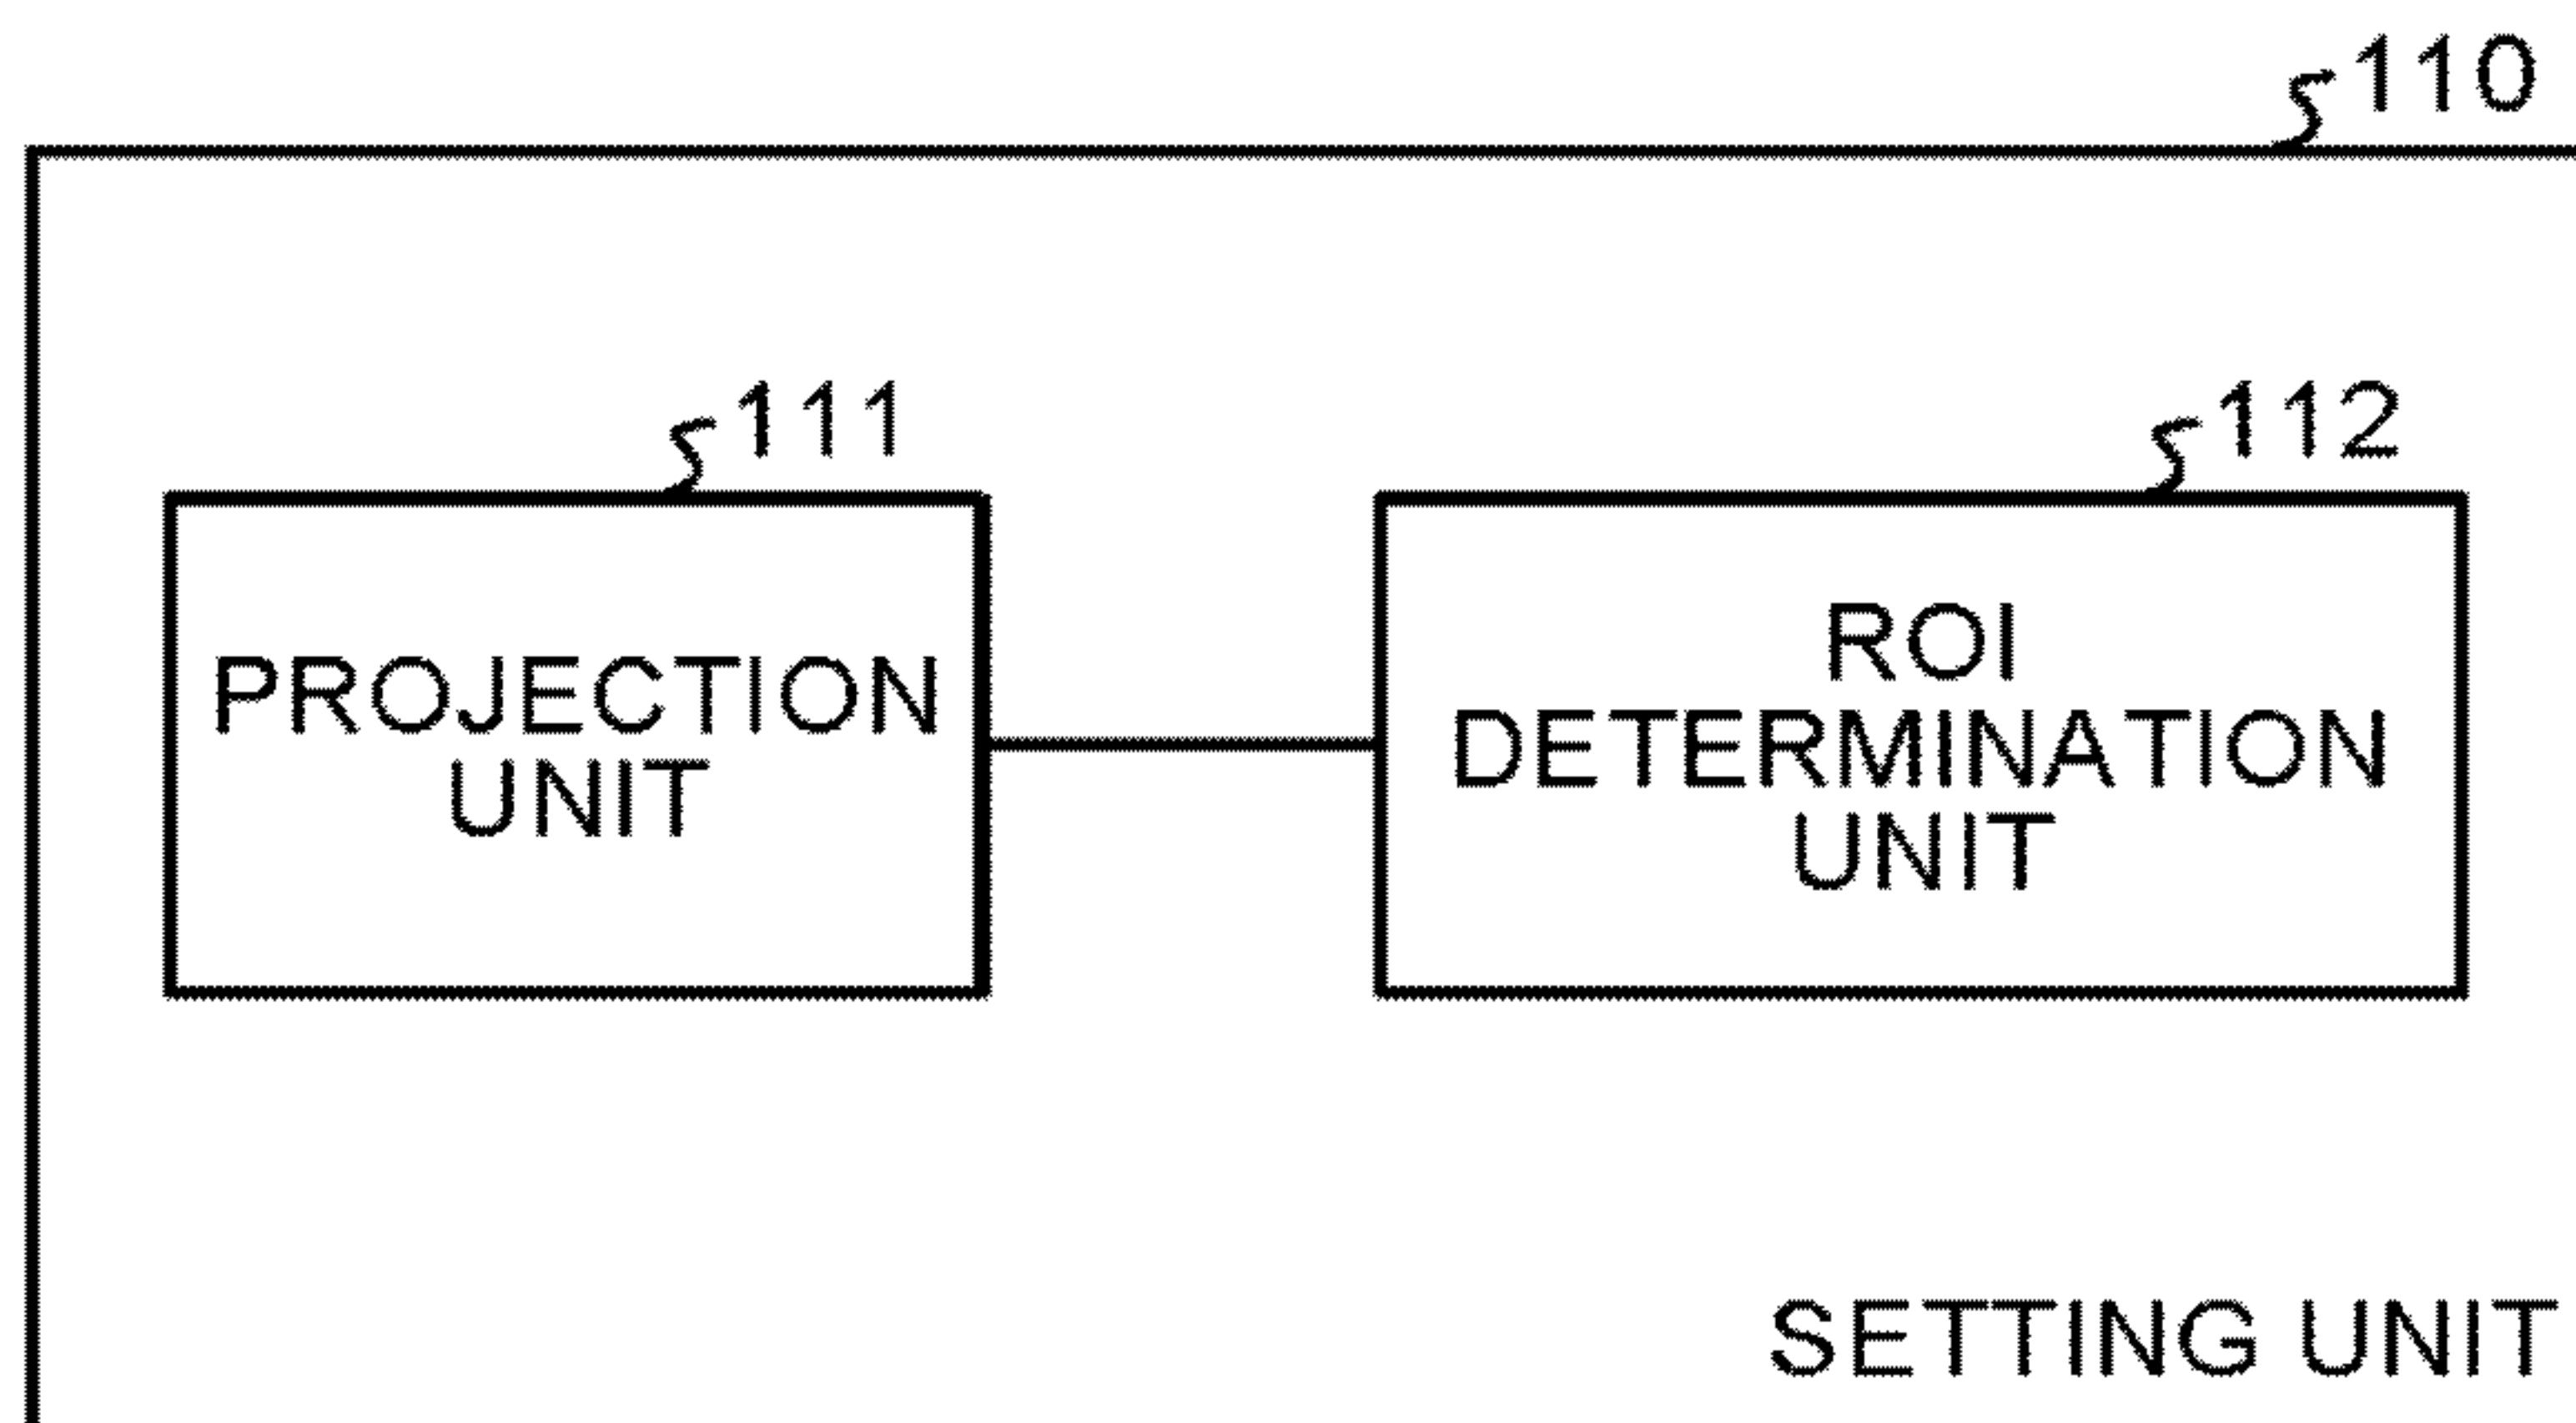 110
111
112
PROJECTION
UNIT
ROI
DETERMINATION
UNIT
SETTING UNIT